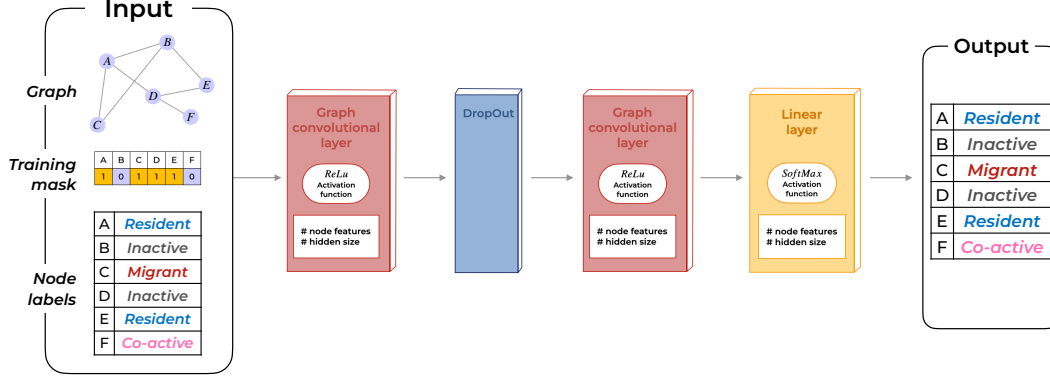 Input
Graph
A
B
C
D
E
F
Training
mask
A B C D E F
1 0 1 1 1 0
Node
labels
A Resident
B Inactive
C Migrant
D Inactive
E Resident
F Co-active
Graph
convolutional
layer
ReLu
Activation
function
# node features
# hidden size
DropOut
Graph
convolutional
layer
ReLu
Activation
function
# node features
# hidden size
Linear
layer
SoftMax
Activation
function
# node features
# hidden size
Output
A Resident
B Inactive
C Migrant
D Inactive
E Resident
F Co-active